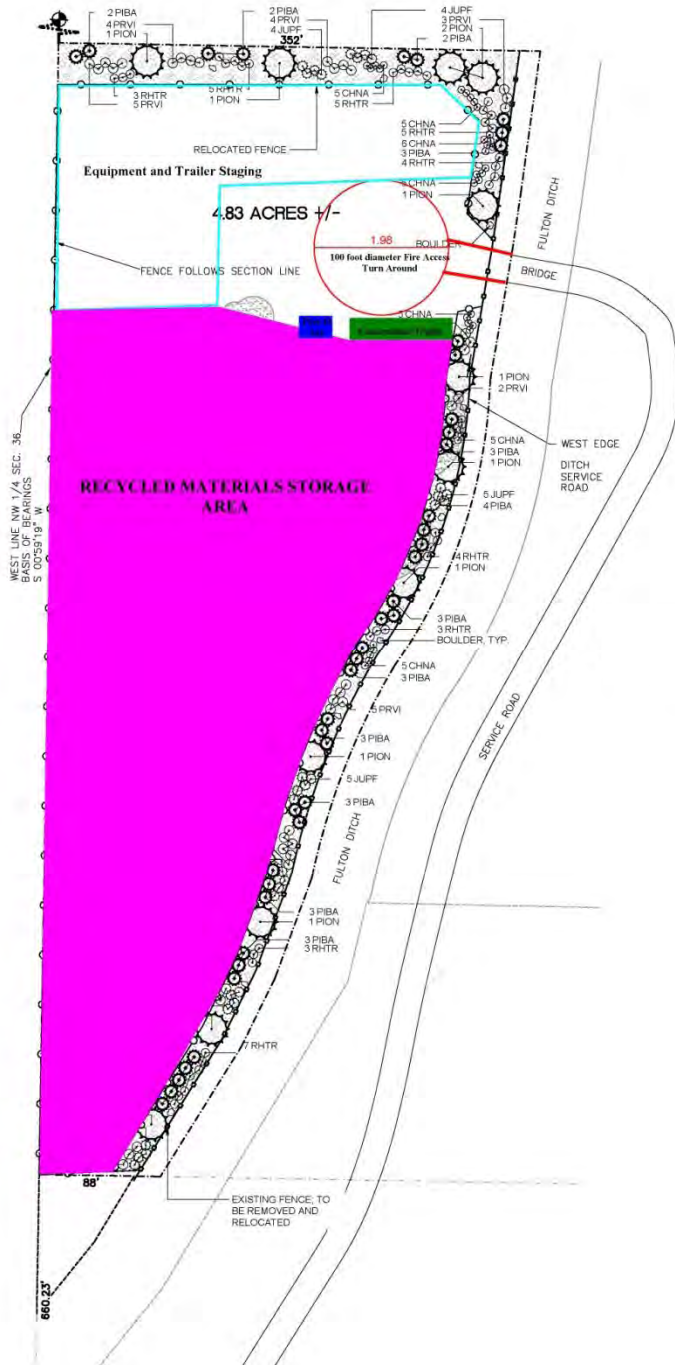 2 PIBA
4 PRVI
1 PION
2 PIBA
4 PRVI
4 JUPF
352'
4 JUPF
3 PRVI
2 PION
2 PIBA
3 RHTR
5 PRVI
5 RHTR
1 PION
5 CHNA
5 RHTR
RELOCATED FENCE
5 CHNA
5 RHTR
6 CHNA
3 PIBA
4 RHTR
5 CHNA
1 PION
Equipment and Trailer Staging
4.83 ACRES +/-
FULTON DITCH
1.98
BOULDER
100 foot diameter Fire Access
Turn Around
BRIDGE
FENCE FOLLOWS SECTION LINE
CHNA
1 PION
2 PRVI
WEST LINE NW 1/4 SEC. 36
BASIS OF BEARINGS
S 00°59'19" W
5 CHNA
3 PIBA
1 PION
WEST EDGE
DITCH
SERVICE
ROAD
RECYCLED MATERIALS STORAGE
AREA
5 JUPF
4 PIBA
4 RHTR
1 PION
3 PIBA
3 RHTR
BOULDER, TYP.
5 CHNA
3 PIBA
5 PRVI
SERVICE ROAD
3 PIBA
1 PION
5 JUPF
3 PIBA
FULTON DITCH
3 PIBA
1 PION
3 PIBA
3 RHTR
7 RHTR
88'
EXISTING FENCE; TO
BE REMOVED AND
RELOCATED
660.23'